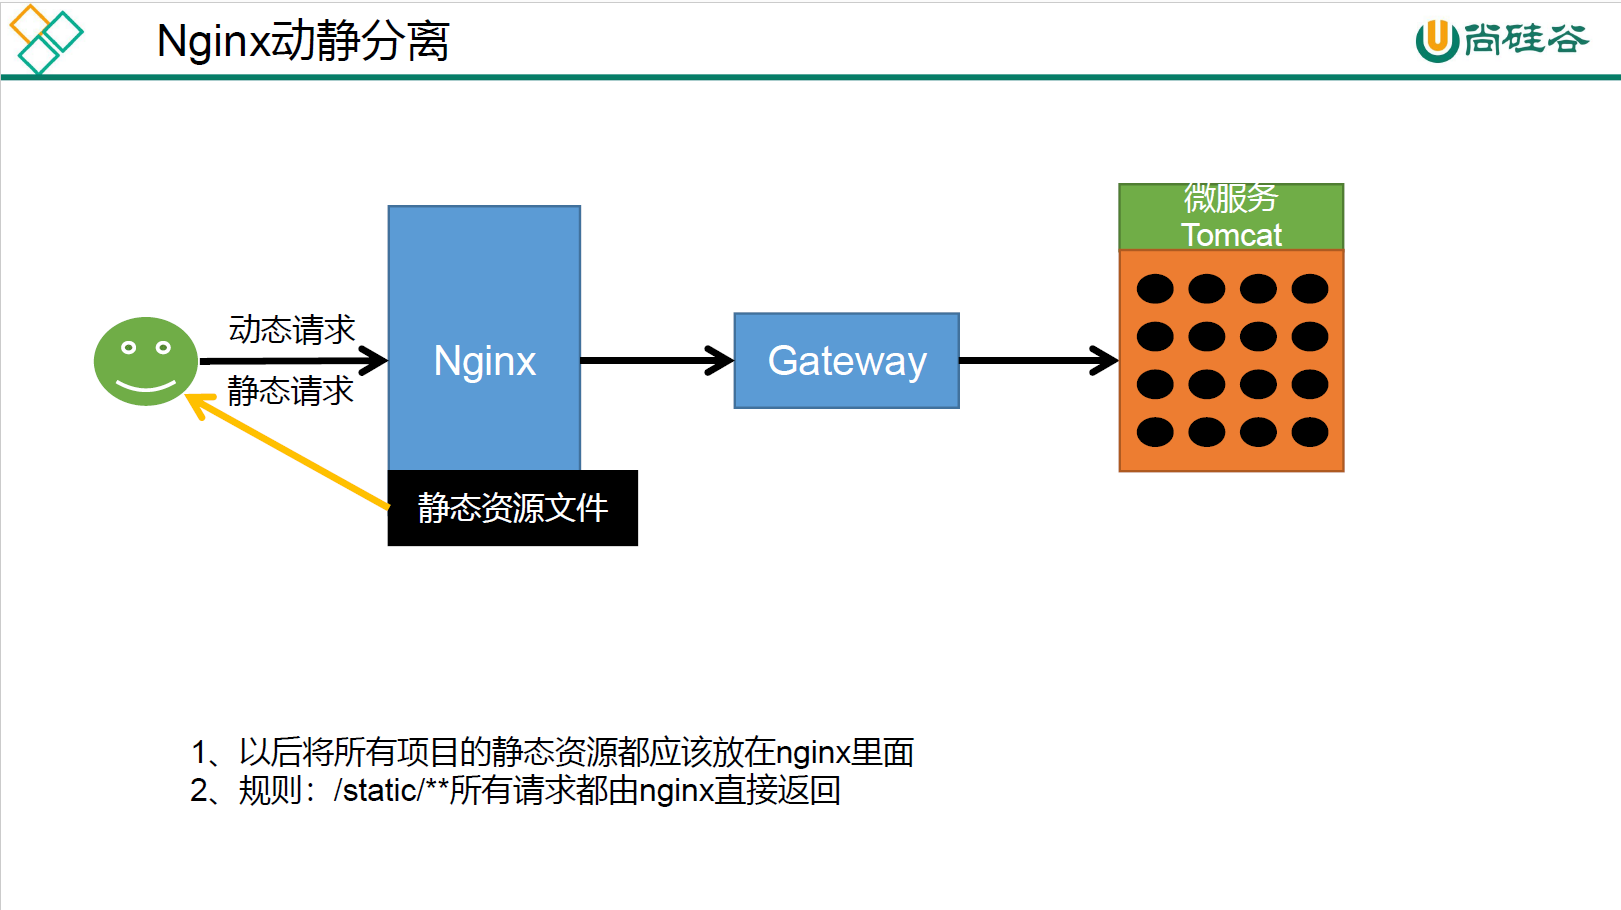 Nginx动静分离
尚硅谷
微服务
Tomcat
动态请求
静态请求
Nginx
Gateway
静态资源文件
1、以后将所有项目的静态资源都应该放在nginx里面
2、规则：/static/**所有请求都由nginx直接返回